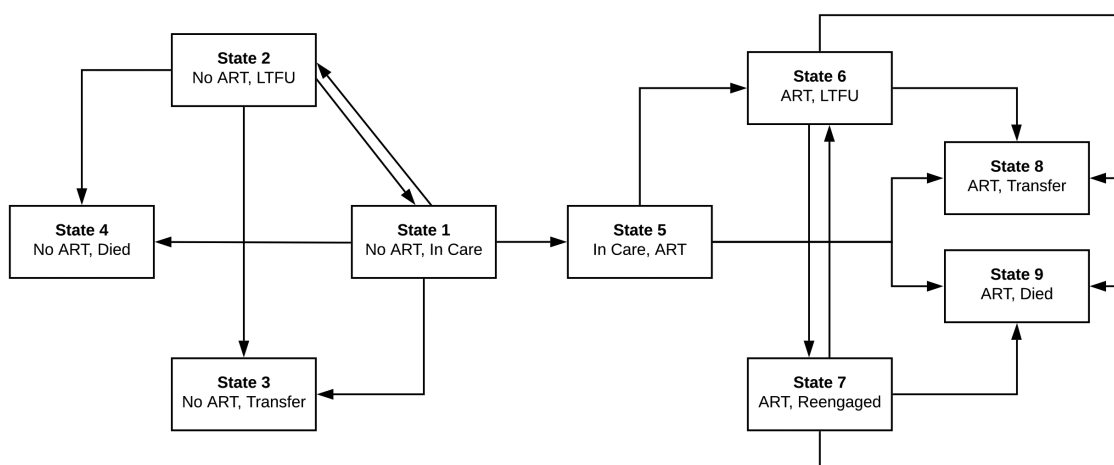 State 2
No ART, LTFU
State 6
ART, LTFU
State 8
ART, Transfer
State 4
No ART, Died
State 1
No ART, In Care
State 5
In Care, ART
State 9
ART, Died
State 3
No ART, Transfer
State 7
ART, Reengaged